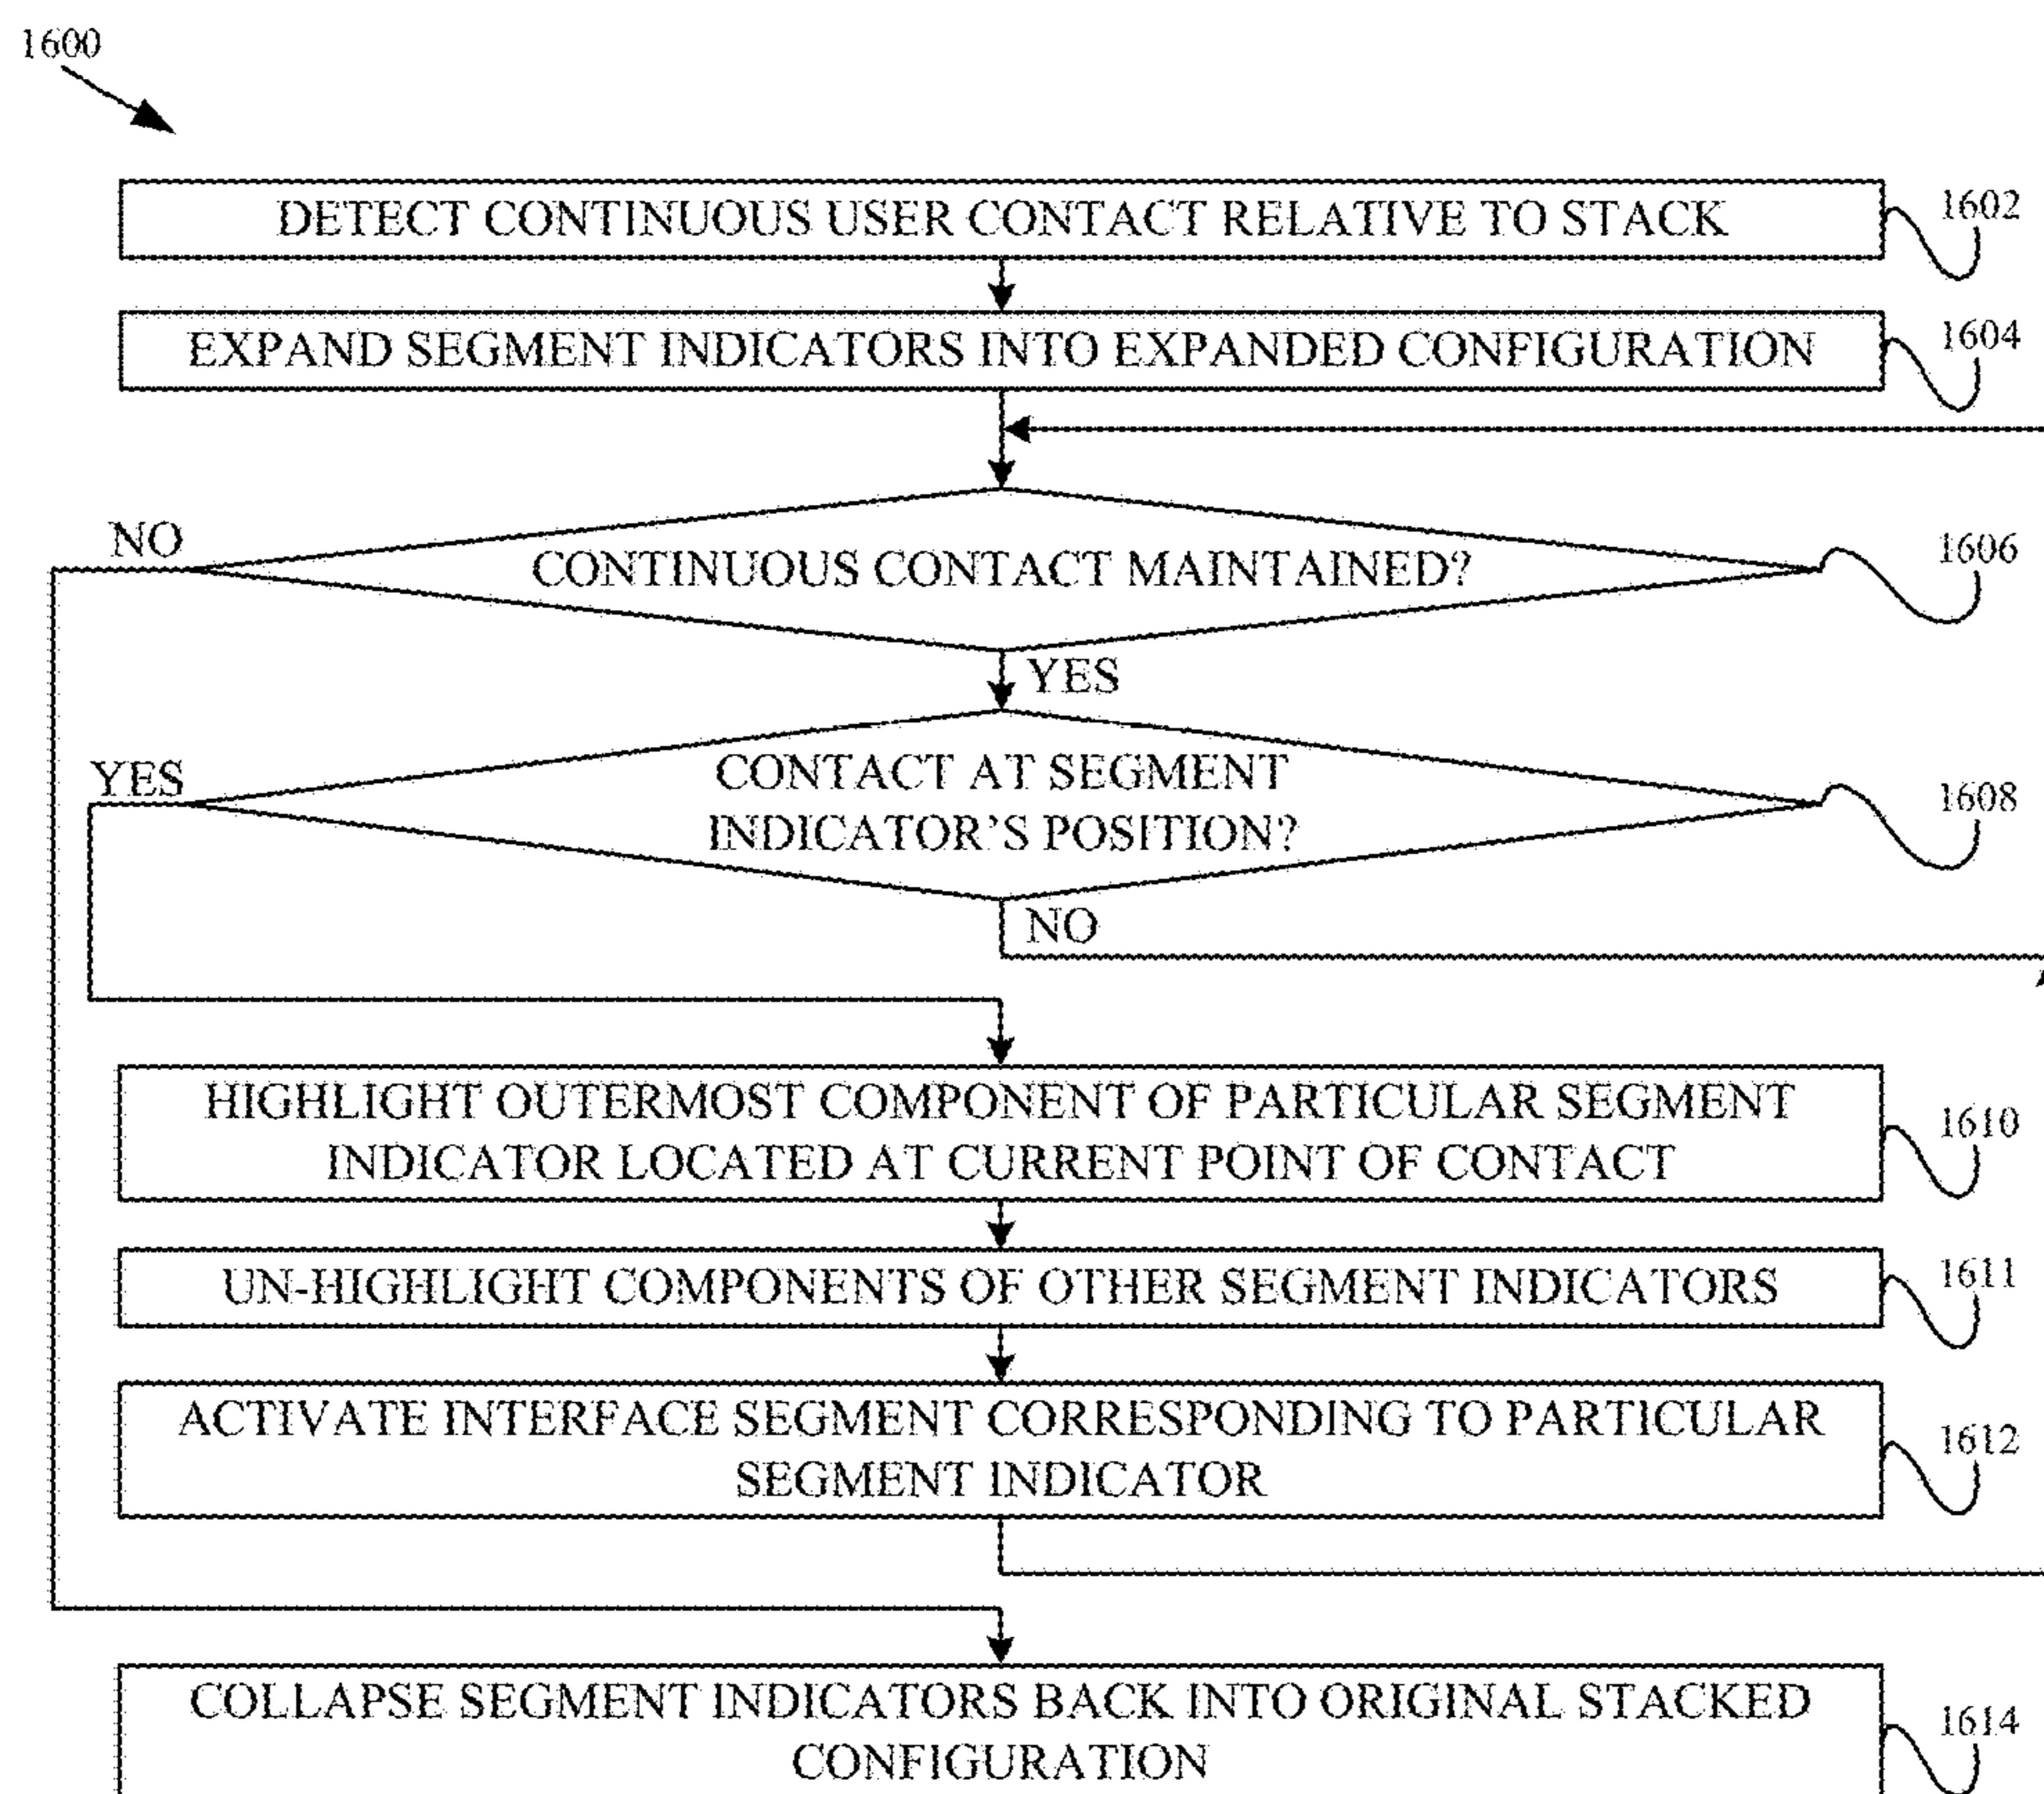 1600
DETECT CONTINUOUS USER CONTACT RELATIVE TO STACK
1602
EXPAND SEGMENT INDICATORS INTO EXPANDED CONFIGURATION
1604
NO
CONTINUOUS CONTACT MAINTAINED?
1606
YES
YES
CONTACT AT SEGMENT
INDICATOR'S POSITION?
1608
NO
HIGHLIGHT OUTERMOST COMPONENT OF PARTICULAR SEGMENT
INDICATOR LOCATED AT CURRENT POINT OF CONTACT
1610
UN-HIGHLIGHT COMPONENTS OF OTHER SEGMENT INDICATORS
1611
ACTIVATE INTERFACE SEGMENT CORRESPONDING TO PARTICULAR
SEGMENT INDICATOR
1612
COLLAPSE SEGMENT INDICATORS BACK INTO ORIGINAL STACKED
CONFIGURATION
1614